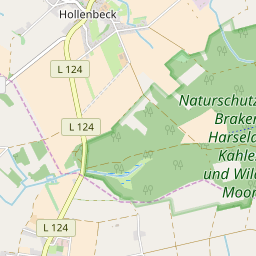 Hollenbeck
L 124
Naturschutz
Braker
Harsela
Kahle
und Wild
Moor
L 124
L 124